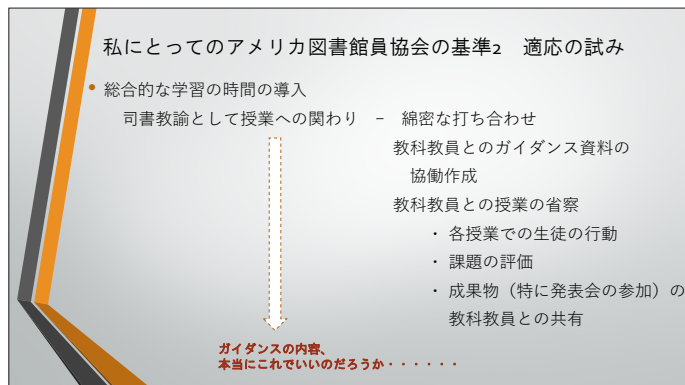 私にとってのアメリカ図書館員協会の基準2　適応の試み
• 総合的な学習の時間の導入
司書教諭として授業への関わり　－　綿密な打ち合わせ
教科教員とのガイダンス資料の
協働作成
教科教員との授業の省察
・ 各授業での生徒の行動
・ 課題の評価
・ 成果物（特に発表会の参加）の
教科教員との共有
ガイダンスの内容、
本当にこれでいいのだろうか・・・・・・